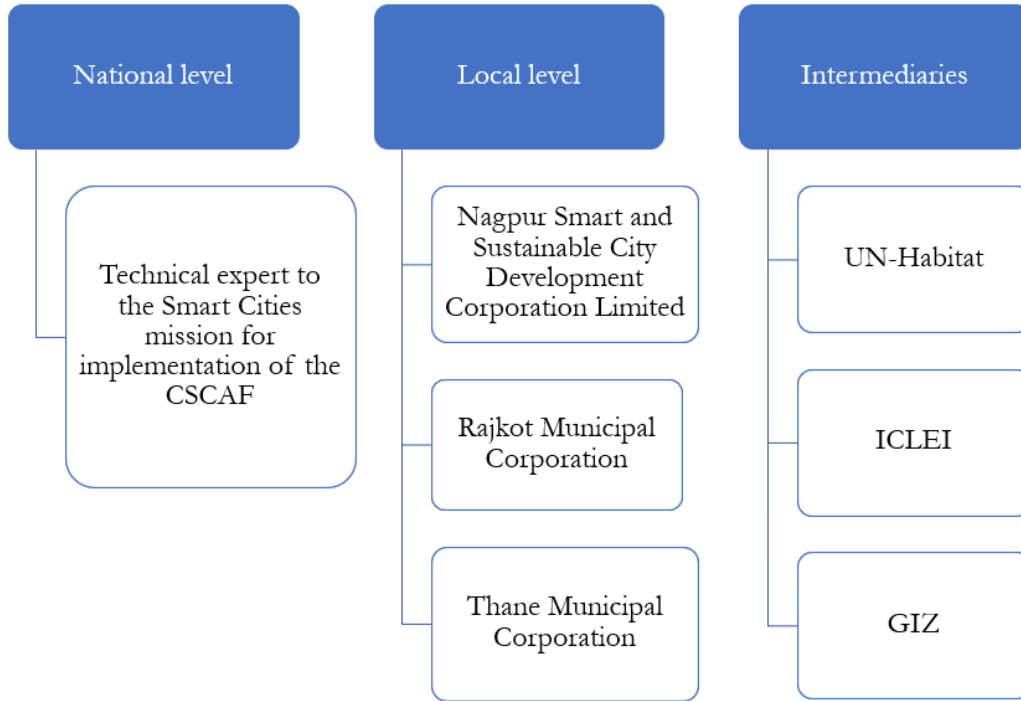 National level
Technical expert to
the Smart Cities
mission for
implementation of the
CSCAF
Local level
Nagpur Smart and
Sustainable City
Development
Corporation Limited
Rajkot Municipal
Corporation
Thane Municipal
Corporation
Intermediaries
UN-Habitat
ICLEI
GIZ